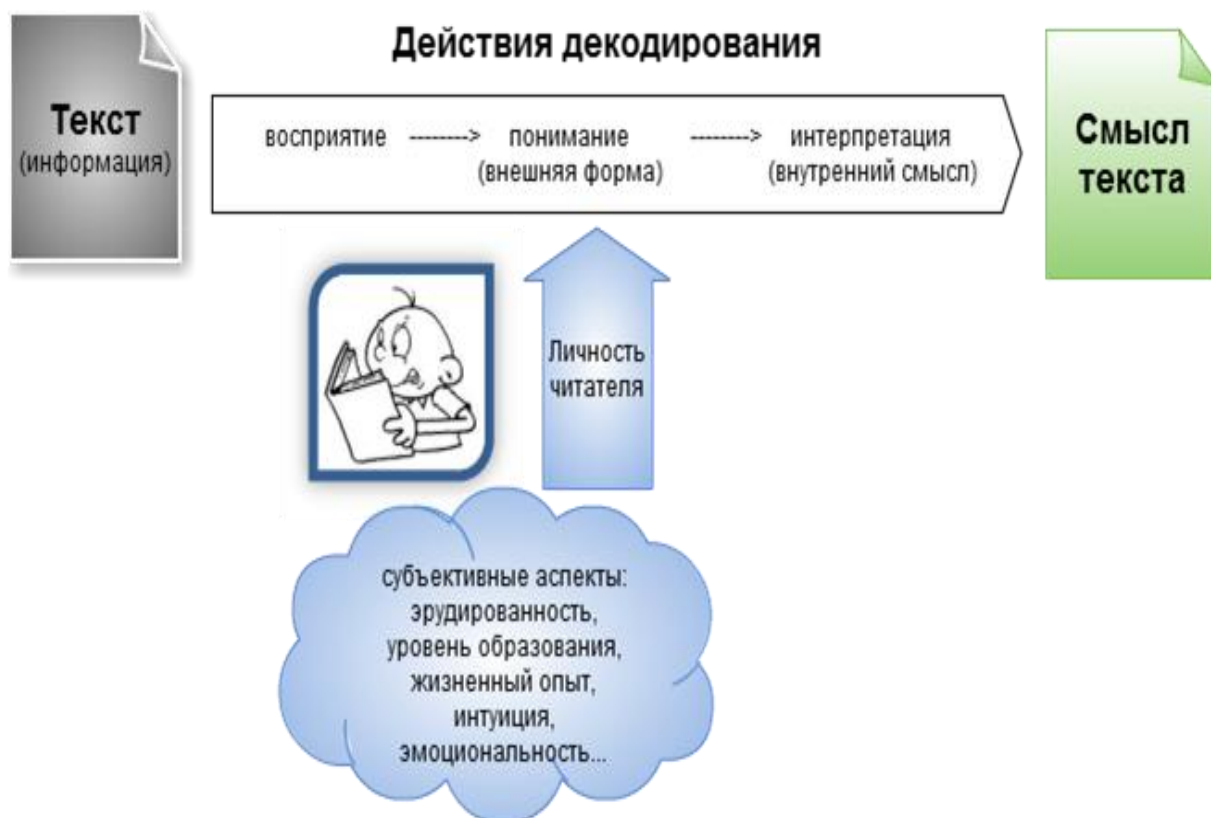 Действия декодирования
Текст
(информация)
восприятие --------> понимание --------> интерпретация
(внешняя форма) (внутренний смысл)
Смысл
текста
Личность
читателя
субъективные аспекты:
эрудированность,
уровень образования,
жизненный опыт,
интуиция,
эмоциональность...